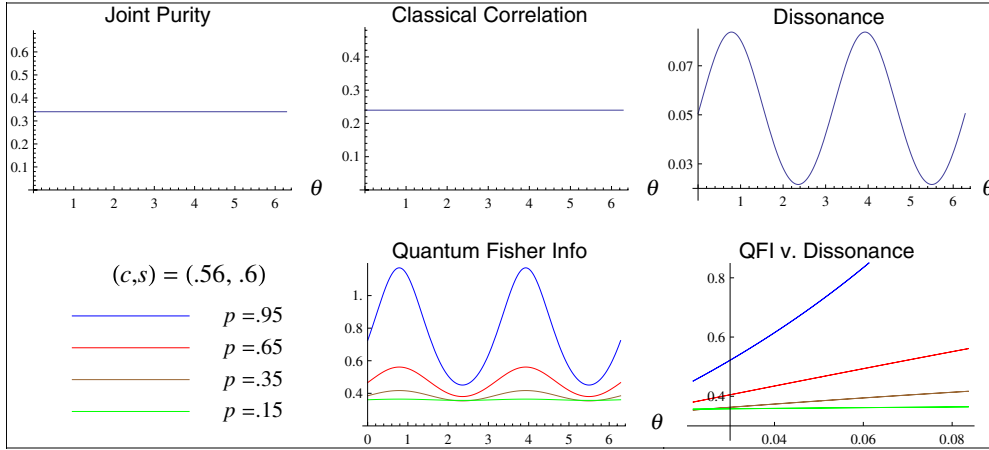 Joint Purity
0.6
0.5
0.4
0.3
0.2
0.1
1 2 3 4 5 6
θ
Classical Correlation
0.4
0.3
0.2
0.1
1 2 3 4 5 6
θ
Dissonance
0.07
0.05
0.03
1 2 3 4 5 6
θ
(c,s) = (.56, .6)
p =.95
p =.65
p =.35
p =.15
Quantum Fisher Info
1.
0.8
0.6
0.4
0 1 2 3 4 5 6
θ
QFI v. Dissonance
0.8
0.6
0.4
0.04 0.06 0.08